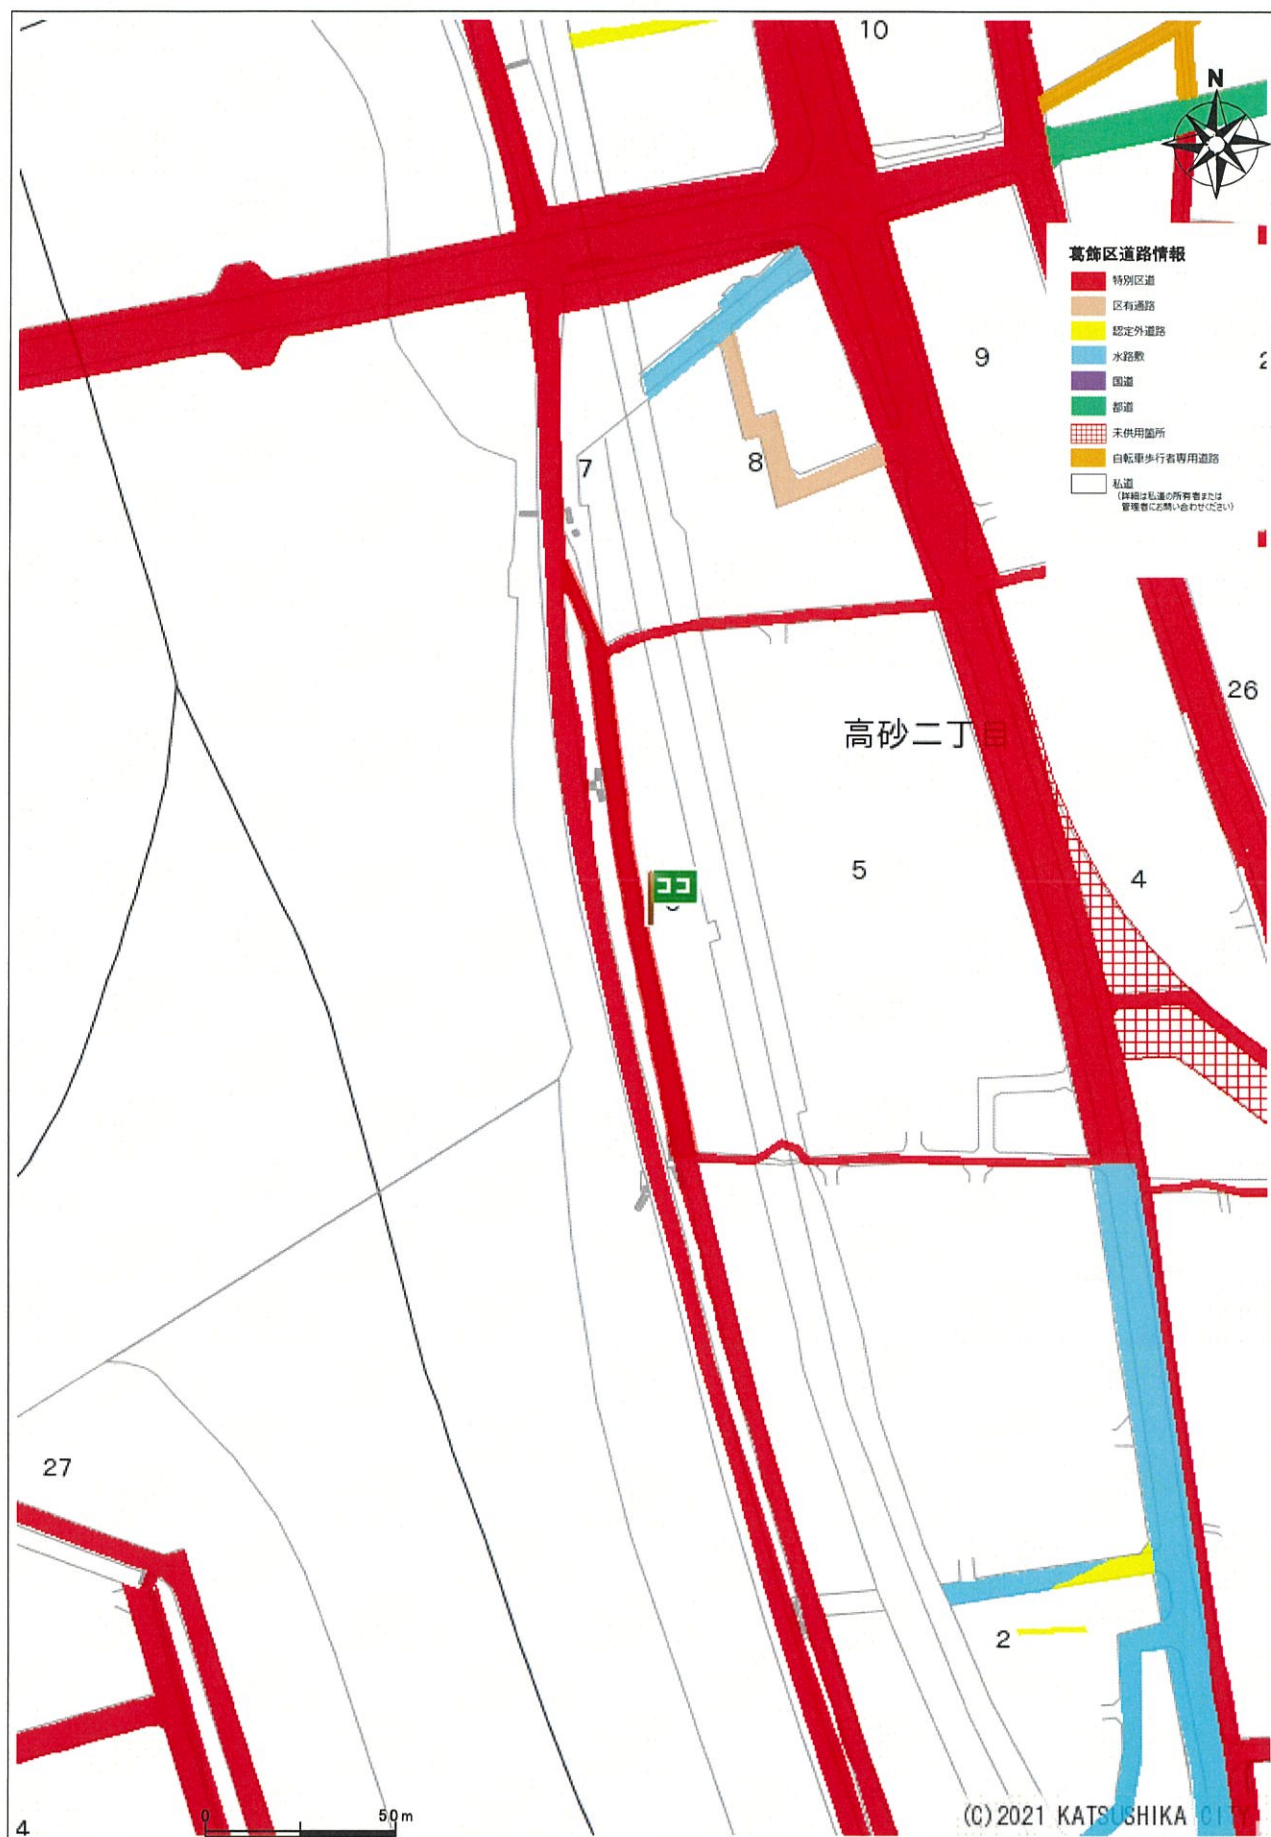 10
N
葛飾区道路情報
特別区道
区有通路
認定外道路
水路敷
国道
都道
未供用箇所
自転車歩行者専用道路
私道
(詳細は私道の所有者または
管理者にお問い合わせください)
9
2
7
8
26
高砂二丁目
5
4
ココ
27
2
4
0
50m
(C)2021 KATSUSHIKA CITY